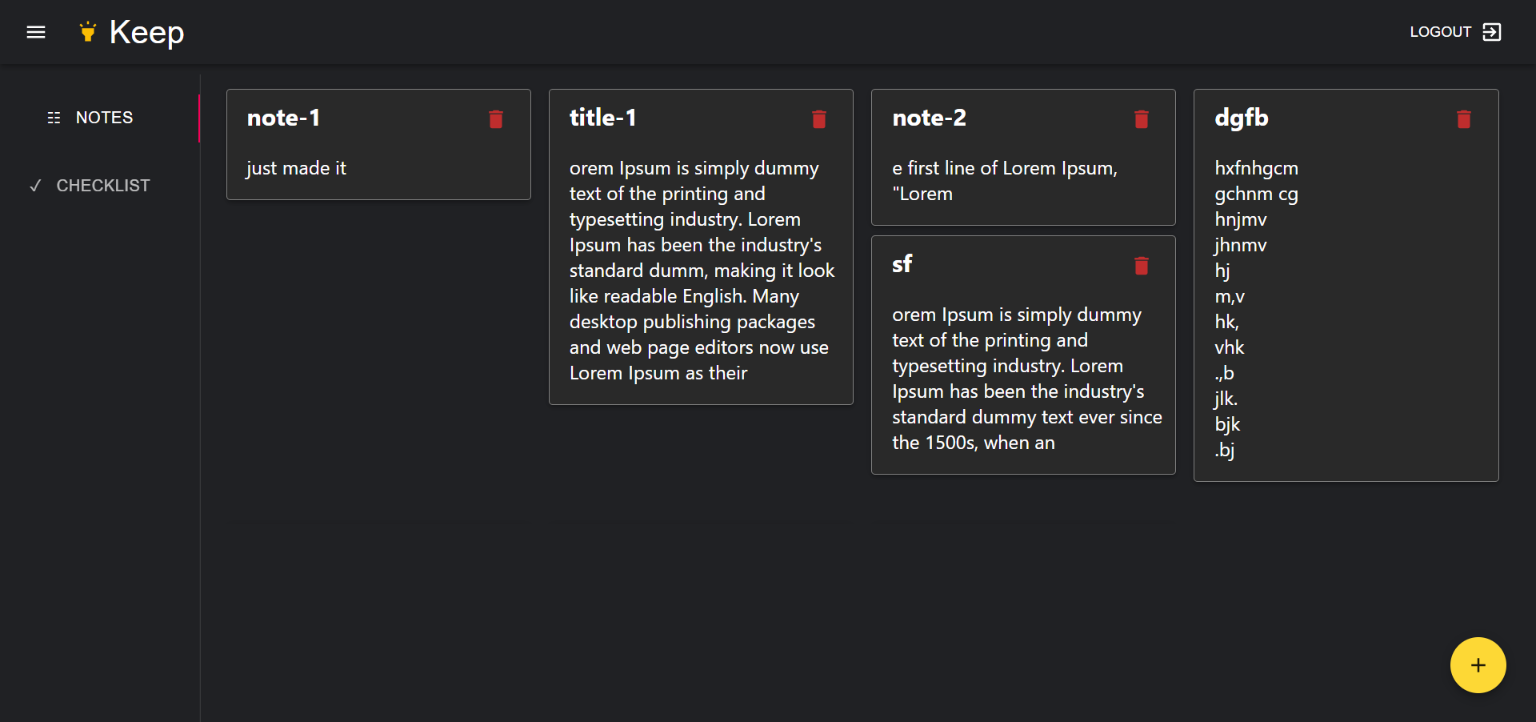 Keep
LOGOUT
NOTES
CHECKLIST
note-1
just made it
title-1
orem Ipsum is simply dummy
text of the printing and
typesetting industry. Lorem
Ipsum has been the industry's
standard dumm, making it look
like readable English. Many
desktop publishing packages
and web page editors now use
Lorem Ipsum as their
note-2
e first line of Lorem Ipsum,
"Lorem
sf
orem Ipsum is simply dummy
text of the printing and
typesetting industry. Lorem
Ipsum has been the industry's
standard dummy text ever since
the 1500s, when an
dgfb
hxfnhgcm
gchnm cg
hnjmv
jhnmv
hj
m,v
hk,
vhk
.,b
jlk.
bjk
.bj